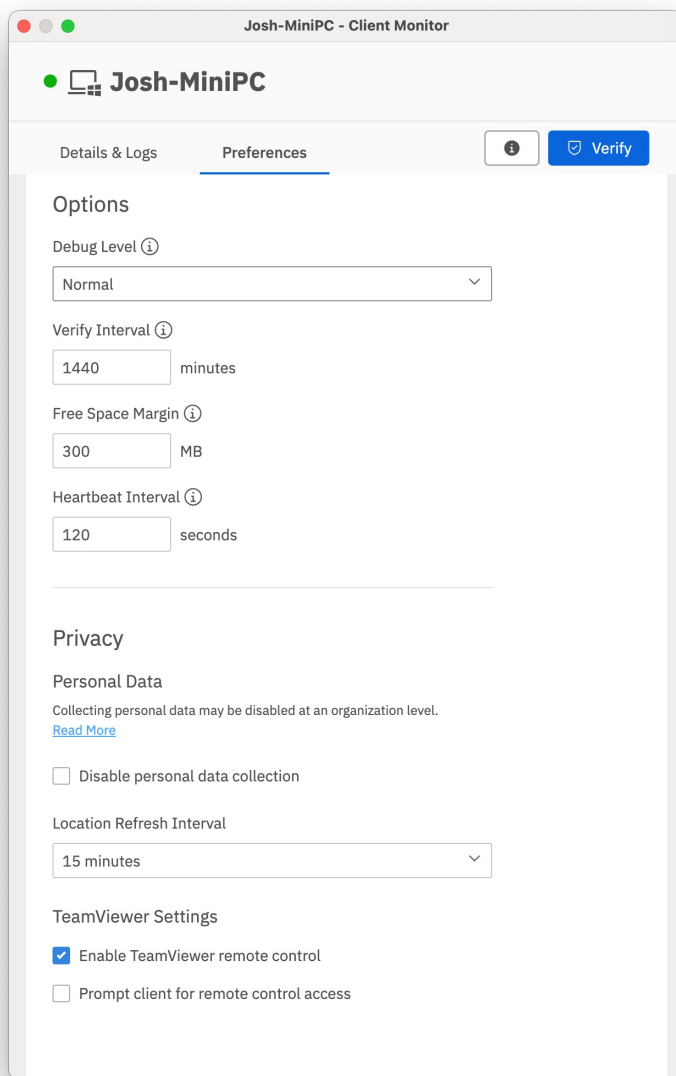 Josh-MiniPC - Client Monitor
Josh-MiniPC
Details & Logs
Preferences
Verify
Options
Debug Level
Normal
Verify Interval
1440 minutes
Free Space Margin
300 MB
Heartbeat Interval
120 seconds
Privacy
Personal Data
Collecting personal data may be disabled at an organization level.
Read More
Disable personal data collection
Location Refresh Interval
15 minutes
TeamViewer Settings
Enable TeamViewer remote control
Prompt client for remote control access